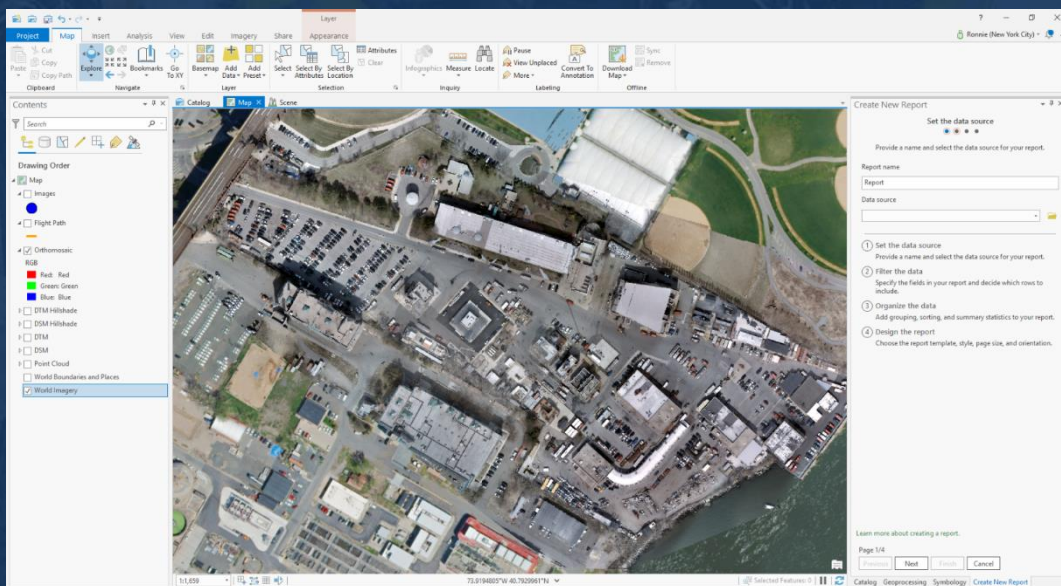 Layer
Ronnie (New York City)
Project Map Insert Analysis View Edit Imagery Share Appearance
Paste
Cut
Copy
Copy Path
Clipboard
Explore
Bookmarks
Go To XY
Navigate
Basemap
Add Data
Add Preset
Layer
Select
Select By Attributes
Select By Location
Attributes
Clear
Selection
Infographics
Measure
Locate
Inquiry
Pause
View Unplaced
More
Convert To Annotation
Labeling
Download Map
Sync
Remove
Offline
Contents
Search
Drawing Order
Map
Images
Flight Path
Orthomosaic
RGB
Red: Red
Green: Green
Blue: Blue
DTM Hillshade
DSM Hillshade
DTM
DSM
Point Cloud
World Boundaries and Places
World Imagery
Catalog Map Scene
1:1,659
73.9194805°W 40.7929961°N
Selected Features: 0
Create New Report
Set the data source
Provide a name and select the data source for your report.
Report name
Report
Data source
1 Set the data source
Provide a name and select the data source for your report.
2 Filter the data
Specify the fields in your report and decide which rows to
include.
3 Organize the data
Add grouping, sorting, and summary statistics to your report.
4 Design the report
Choose the report template, style, page size, and orientation.
Learn more about creating a report.
Page 1/4
Previous Next Finish Cancel
Catalog Geoprocessing Symbology Create New Report